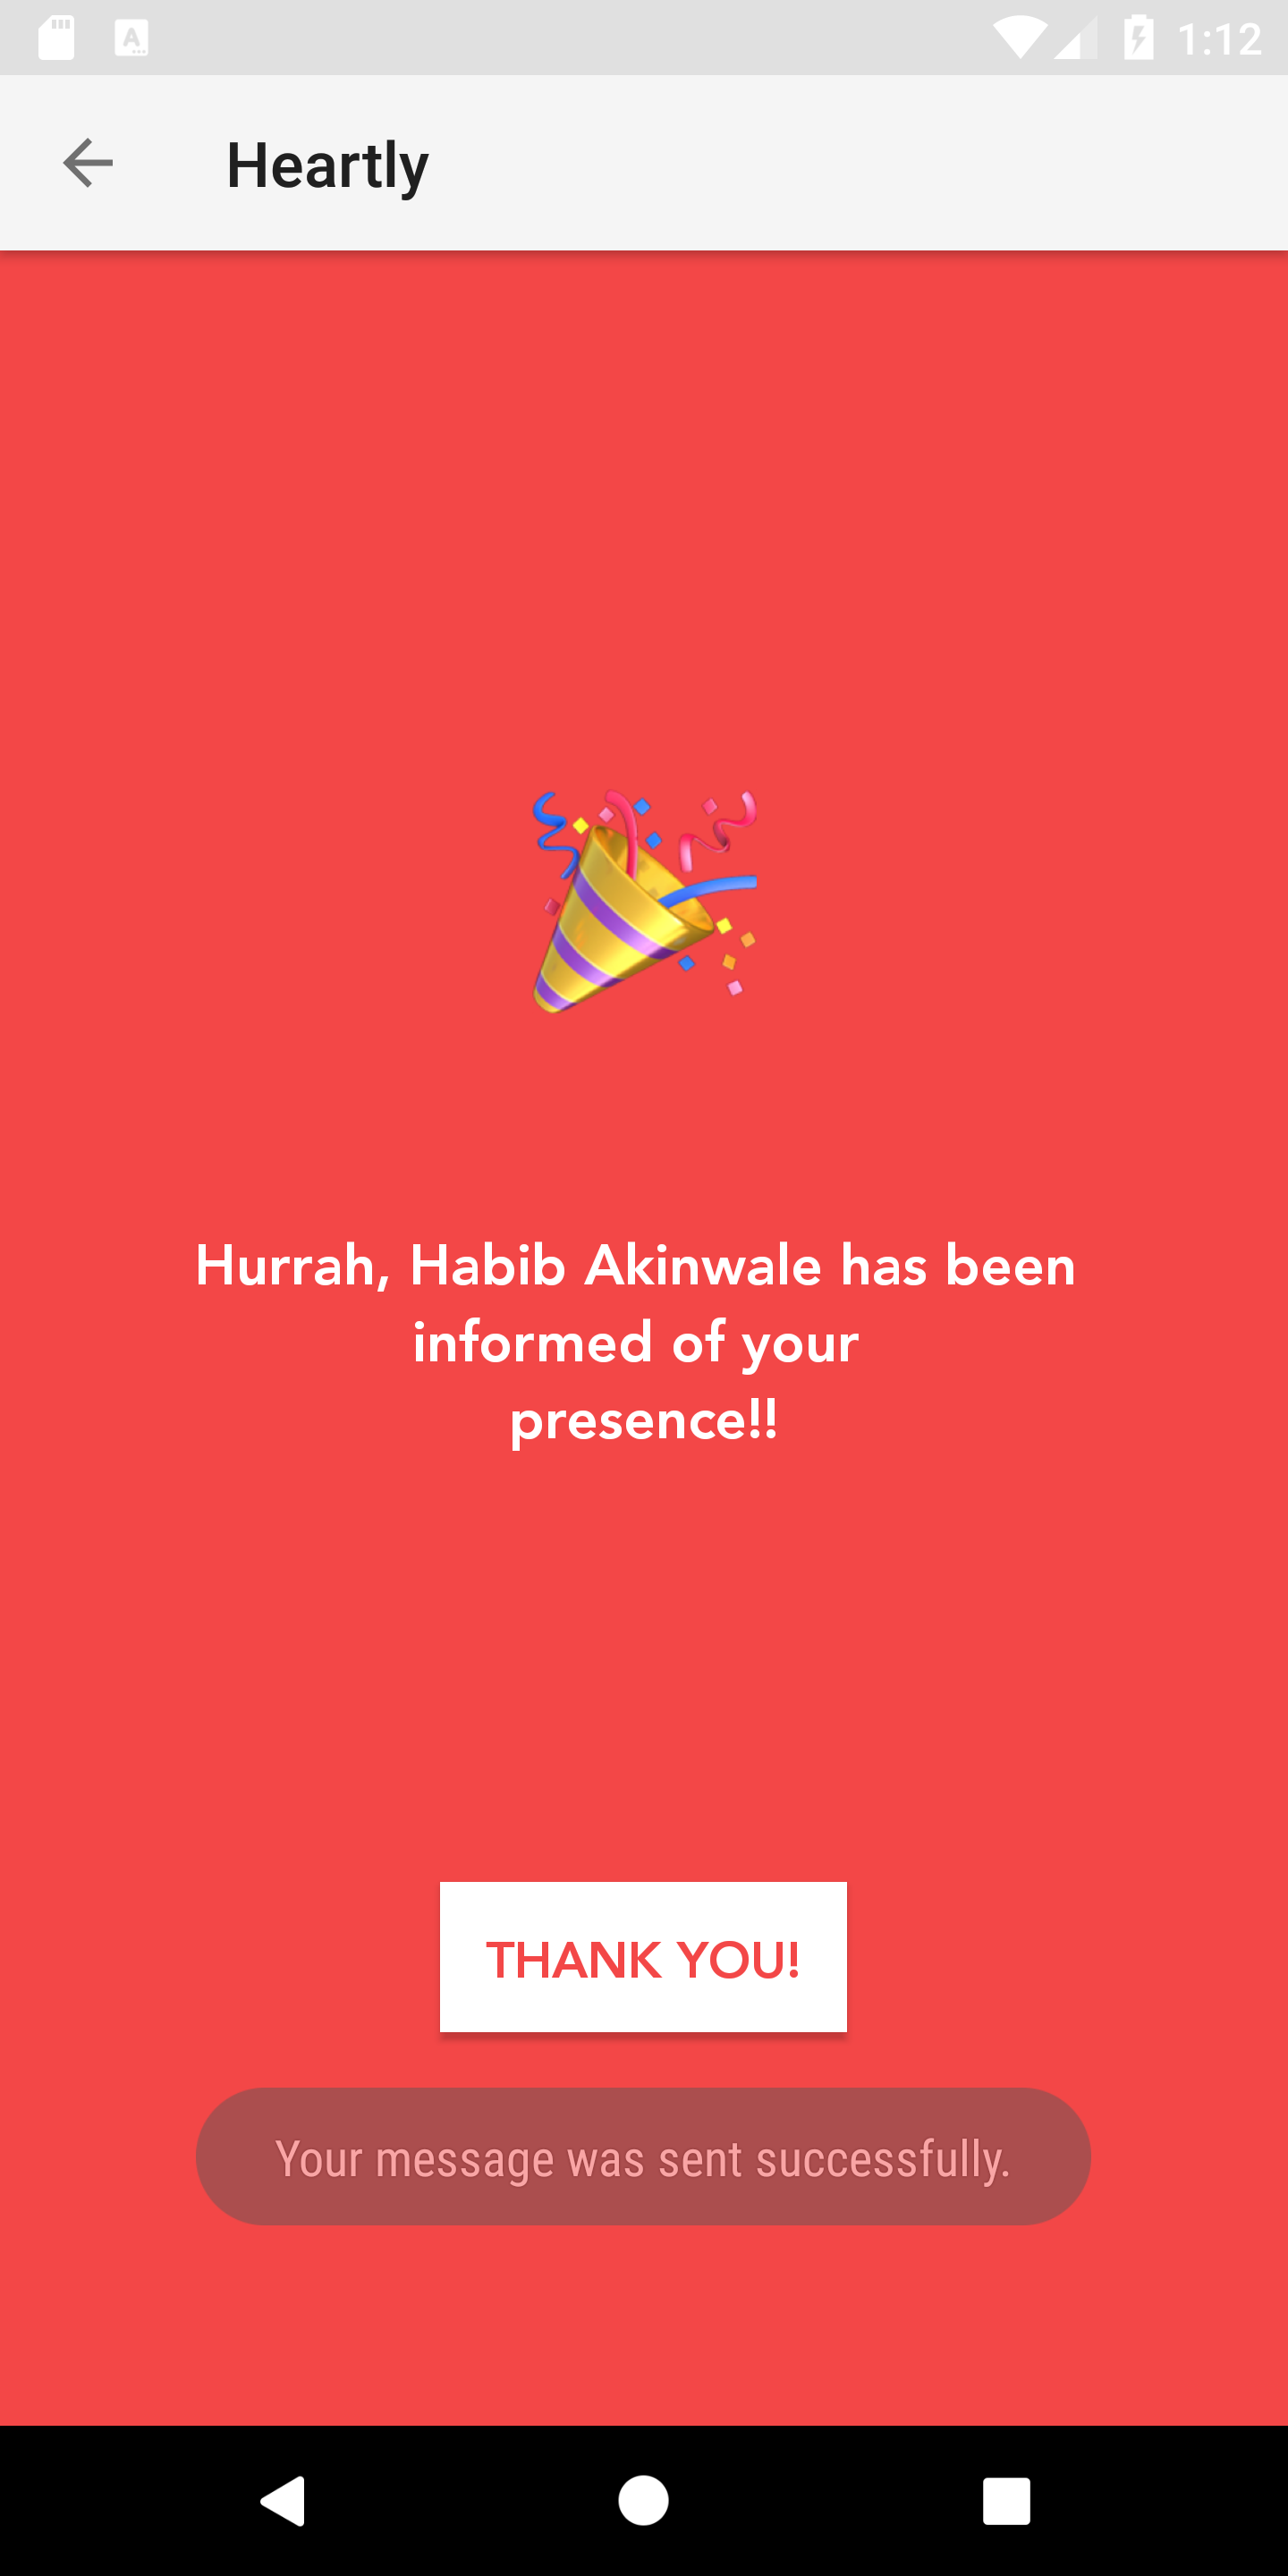 1:12
Heartly
Hurrah, Habib Akinwale has been
informed of your
presence!!
THANK YOU!
Your message was sent successfully.